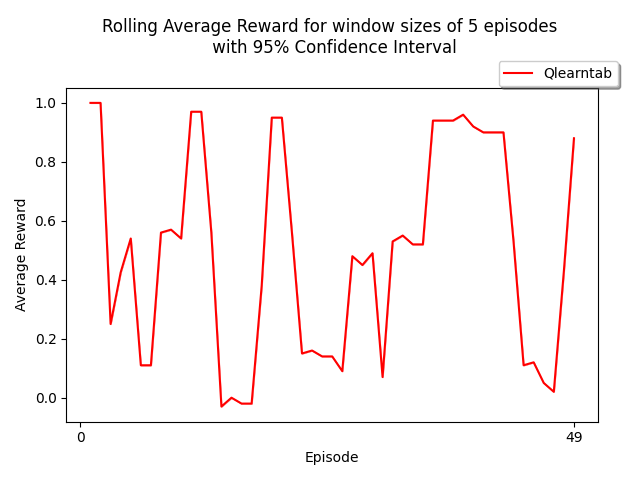 Rolling Average Reward for window sizes of 5 episodes
with 95% Confidence Interval
Qlearntab
1.0
0.8
0.6
0.4
0.2
0.0
Average Reward
0
49
Episode